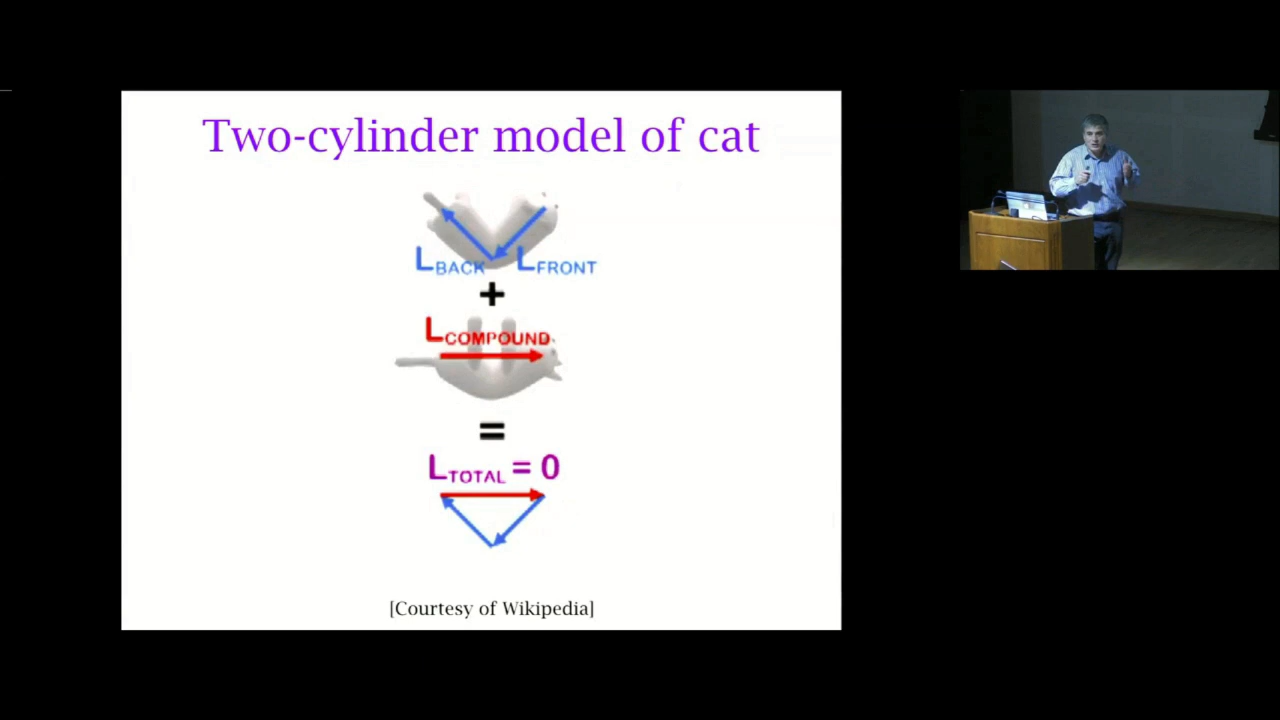 Two-cylinder model of cat
LBACK LFRONT
+
LCOMPOUND
=
LTOTAL = 0
[Courtesy of Wikipedia]